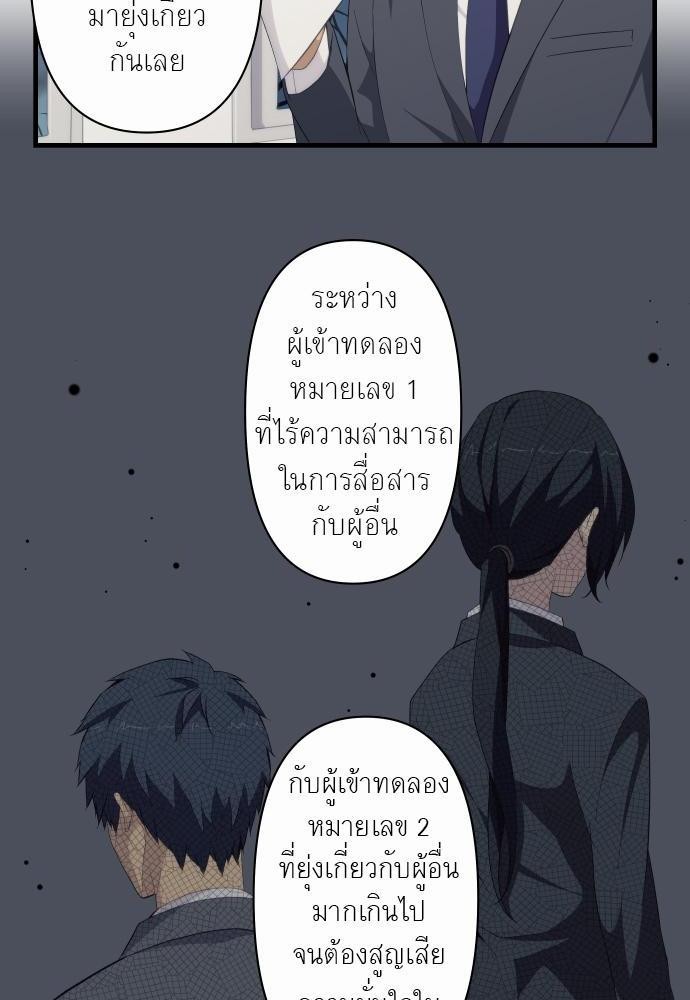 มายุ่งเกี่ยว
กันเลย
ระหว่าง
ผู้เข้าทดลอง
หมายเลข 1
ที่ไร้ความสามารถ
ในการสื่อสาร
กับผู้อื่น
กับผู้เข้าทดลอง
หมายเลข 2
ที่ยุ่งเกี่ยวกับผู้อื่น
มากเกินไป
จนต้องสูญเสีย